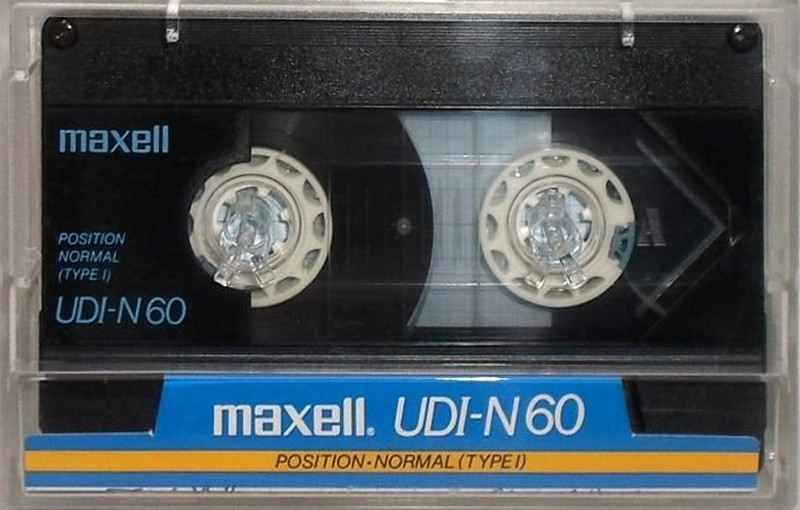 maxell
POSITION
NORMAL
(TYPE I)
UDI-N 60
maxell. UDI-N 60
POSITION・NORMAL (TYPE I)